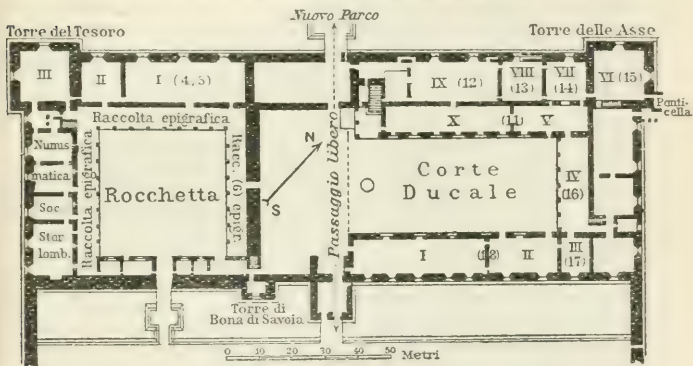 Nuovo Parco
Torre del Tesoro
Torre delle Asse
III
II
I (4,5)
IX (12)
VIII
(13)
VII
(14)
VI (15)
Ponti
cella.
Raccolta epigrafica
X
(11)
V
Numis
matica
Soc
Stor
lomb.
Raccolta epigrafica
Rocchetta
Racc. (6) epigr.
N
S
Passaggio libero
Corte
Ducale
IV
(16)
I
(18)
II
III
(17)
Torre di
Bona di Savoia
0 10 20 30 40 50 Metri